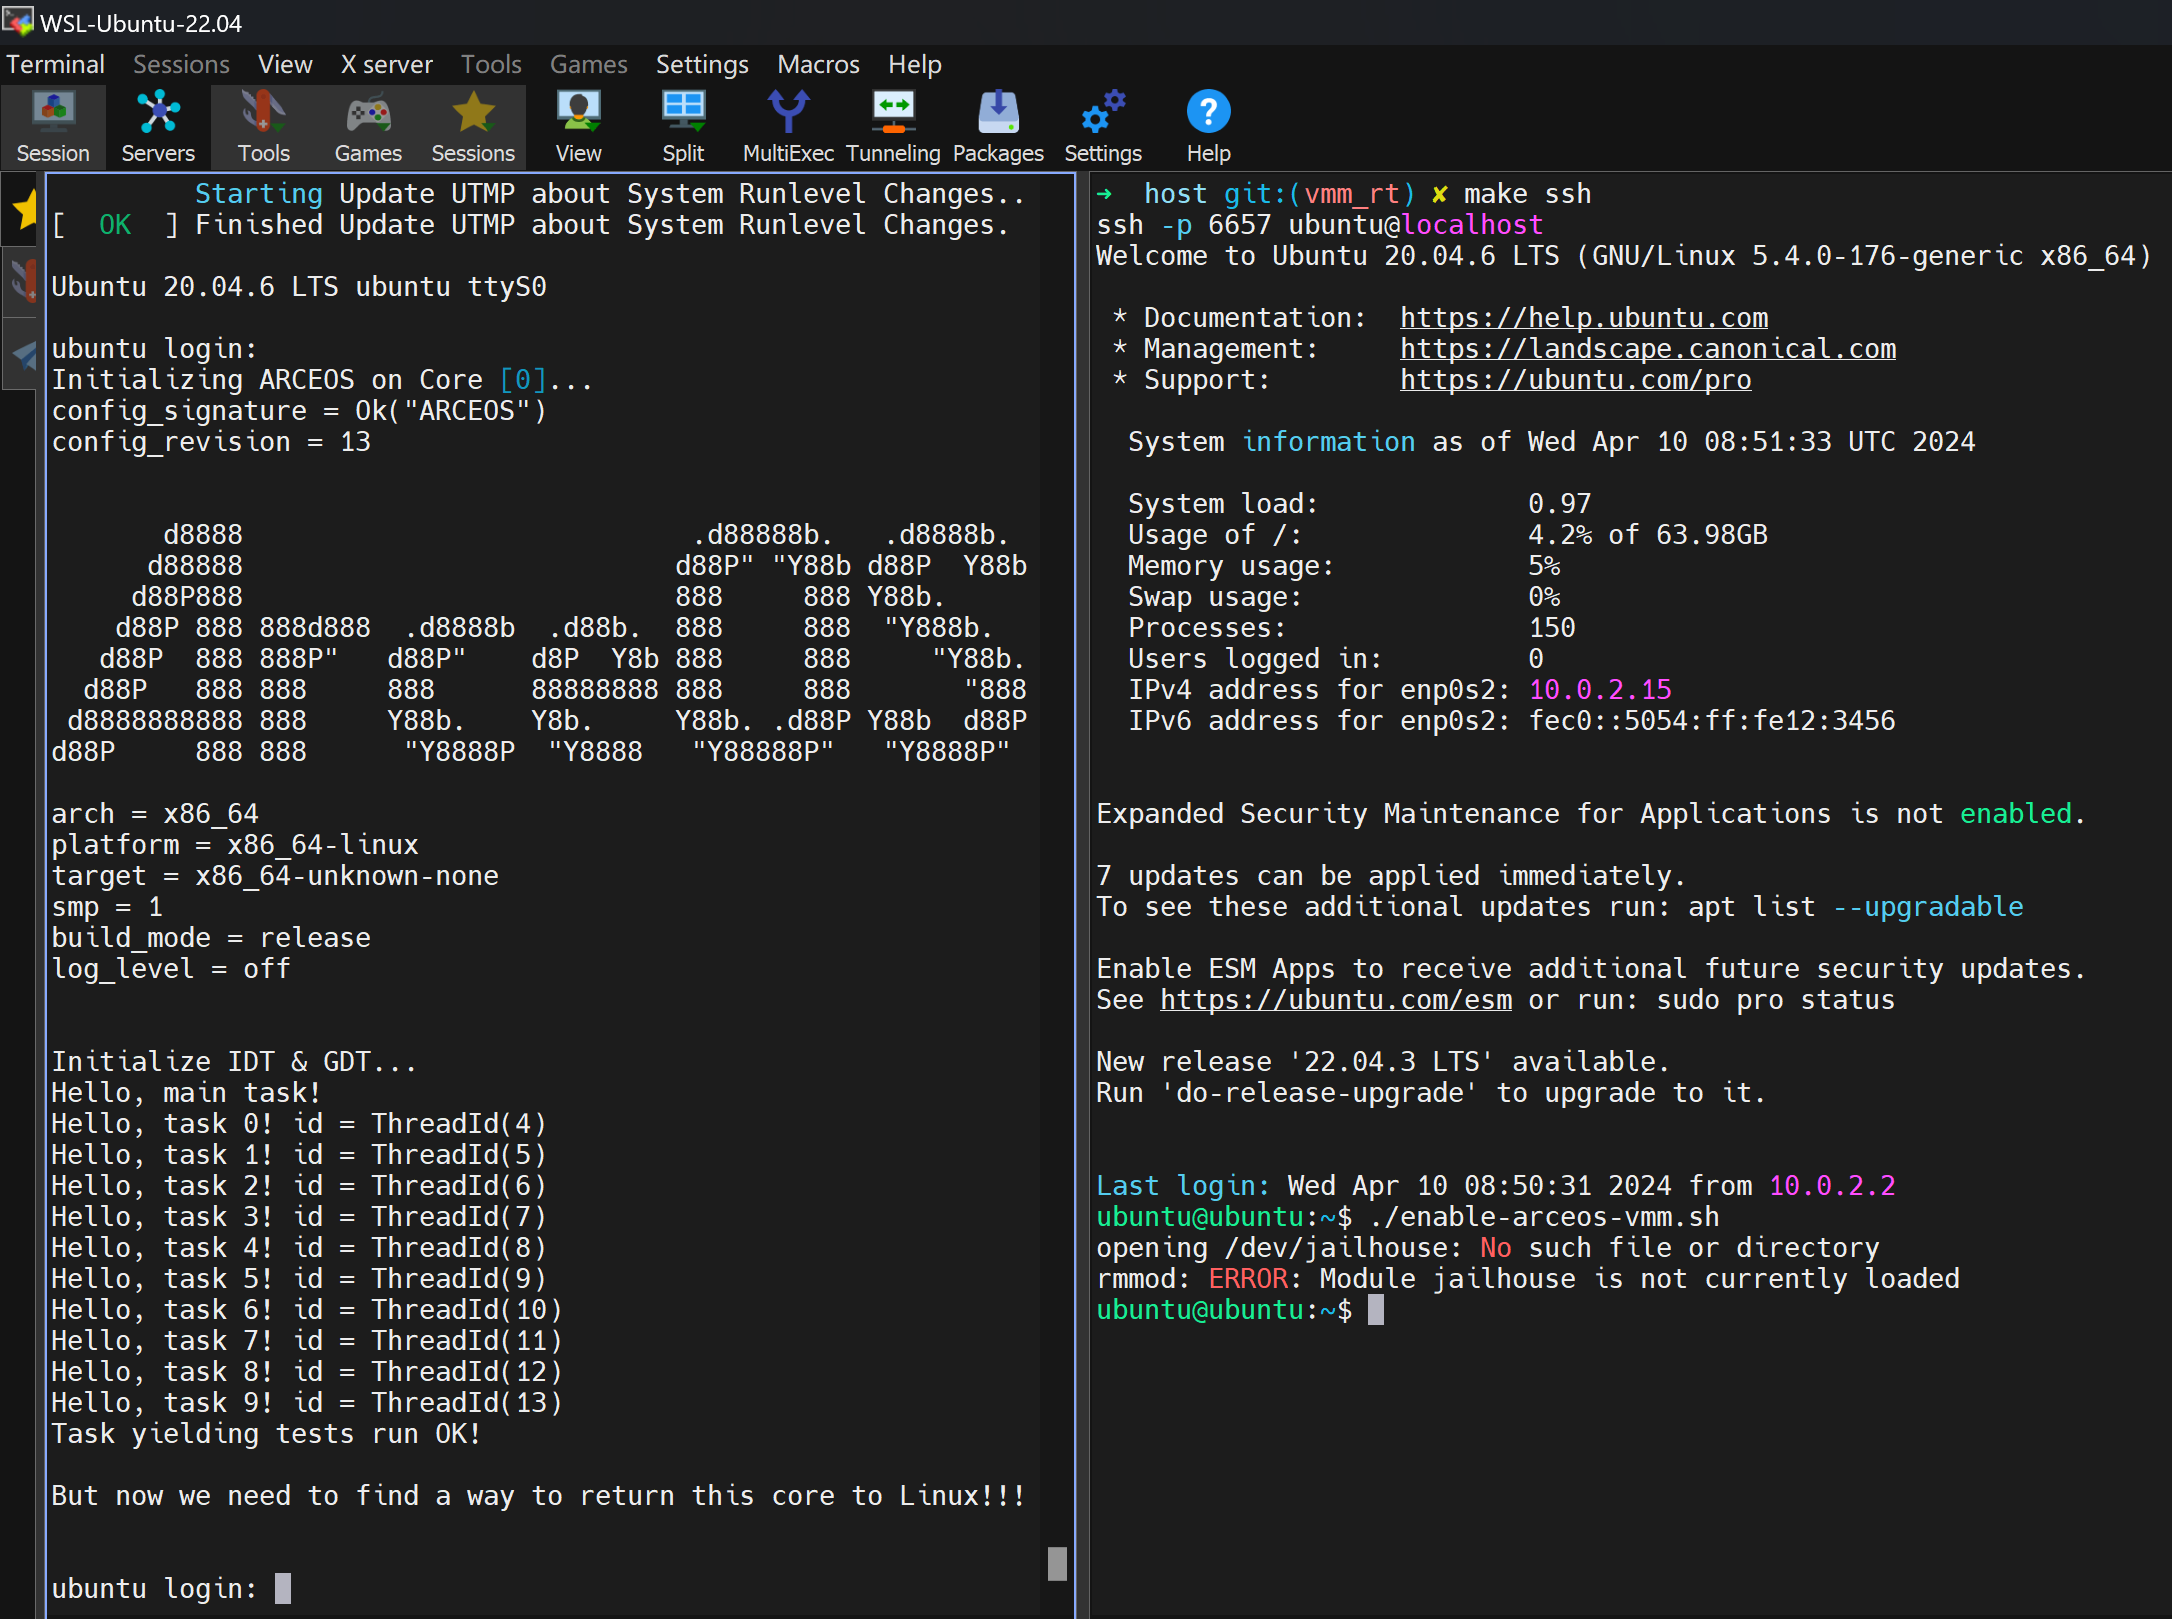 WSL-Ubuntu-22.04
Terminal Sessions View X server Tools Games Settings Macros Help
Session Servers Tools Games Sessions View Split MultiExec Tunneling Packages Settings Help
         Starting Update UTMP about System Runlevel Changes..
[  OK  ] Finished Update UTMP about System Runlevel Changes.
Ubuntu 20.04.6 LTS ubuntu ttyS0
ubuntu login:
Initializing ARCEOS on Core [0]...
config_signature = Ok("ARCEOS")
config_revision = 13
       d8888                            .d88888b.   .d8888b.
      d88888                           d88P" "Y88b d88P  Y88b
     d88P888                           888     888 Y88b.
    d88P 888 888d888  .d8888b  .d88b.  888     888  "Y888b.
   d88P  888 888P"   d88P"    d8P  Y8b 888     888     "Y88b.
  d88P   888 888     888      88888888 888     888       "888
 d8888888888 888     Y88b.    Y8b.     Y88b. .d88P Y88b  d88P
d88P     888 888      "Y8888P  "Y8888   "Y88888P"   "Y8888P"
arch = x86_64
platform = x86_64-linux
target = x86_64-unknown-none
smp = 1
build_mode = release
log_level = off
Initialize IDT & GDT...
Hello, main task!
Hello, task 0! id = ThreadId(4)
Hello, task 1! id = ThreadId(5)
Hello, task 2! id = ThreadId(6)
Hello, task 3! id = ThreadId(7)
Hello, task 4! id = ThreadId(8)
Hello, task 5! id = ThreadId(9)
Hello, task 6! id = ThreadId(10)
Hello, task 7! id = ThreadId(11)
Hello, task 8! id = ThreadId(12)
Hello, task 9! id = ThreadId(13)
Task yielding tests run OK!
But now we need to find a way to return this core to Linux!!!
ubuntu login:
➜  host git:(vmm_rt) ✘ make ssh
ssh -p 6657 ubuntu@localhost
Welcome to Ubuntu 20.04.6 LTS (GNU/Linux 5.4.0-176-generic x86_64)
 * Documentation:  https://help.ubuntu.com
 * Management:     https://landscape.canonical.com
 * Support:        https://ubuntu.com/pro
  System information as of Wed Apr 10 08:51:33 UTC 2024
  System load:             0.97
  Usage of /:              4.2% of 63.98GB
  Memory usage:            5%
  Swap usage:              0%
  Processes:               150
  Users logged in:         0
  IPv4 address for enp0s2: 10.0.2.15
  IPv6 address for enp0s2: fec0::5054:ff:fe12:3456
Expanded Security Maintenance for Applications is not enabled.
7 updates can be applied immediately.
To see these additional updates run: apt list --upgradable
Enable ESM Apps to receive additional future security updates.
See https://ubuntu.com/esm or run: sudo pro status
New release '22.04.3 LTS' available.
Run 'do-release-upgrade' to upgrade to it.
Last login: Wed Apr 10 08:50:31 2024 from 10.0.2.2
ubuntu@ubuntu:~$ ./enable-arceos-vmm.sh
opening /dev/jailhouse: No such file or directory
rmmod: ERROR: Module jailhouse is not currently loaded
ubuntu@ubuntu:~$